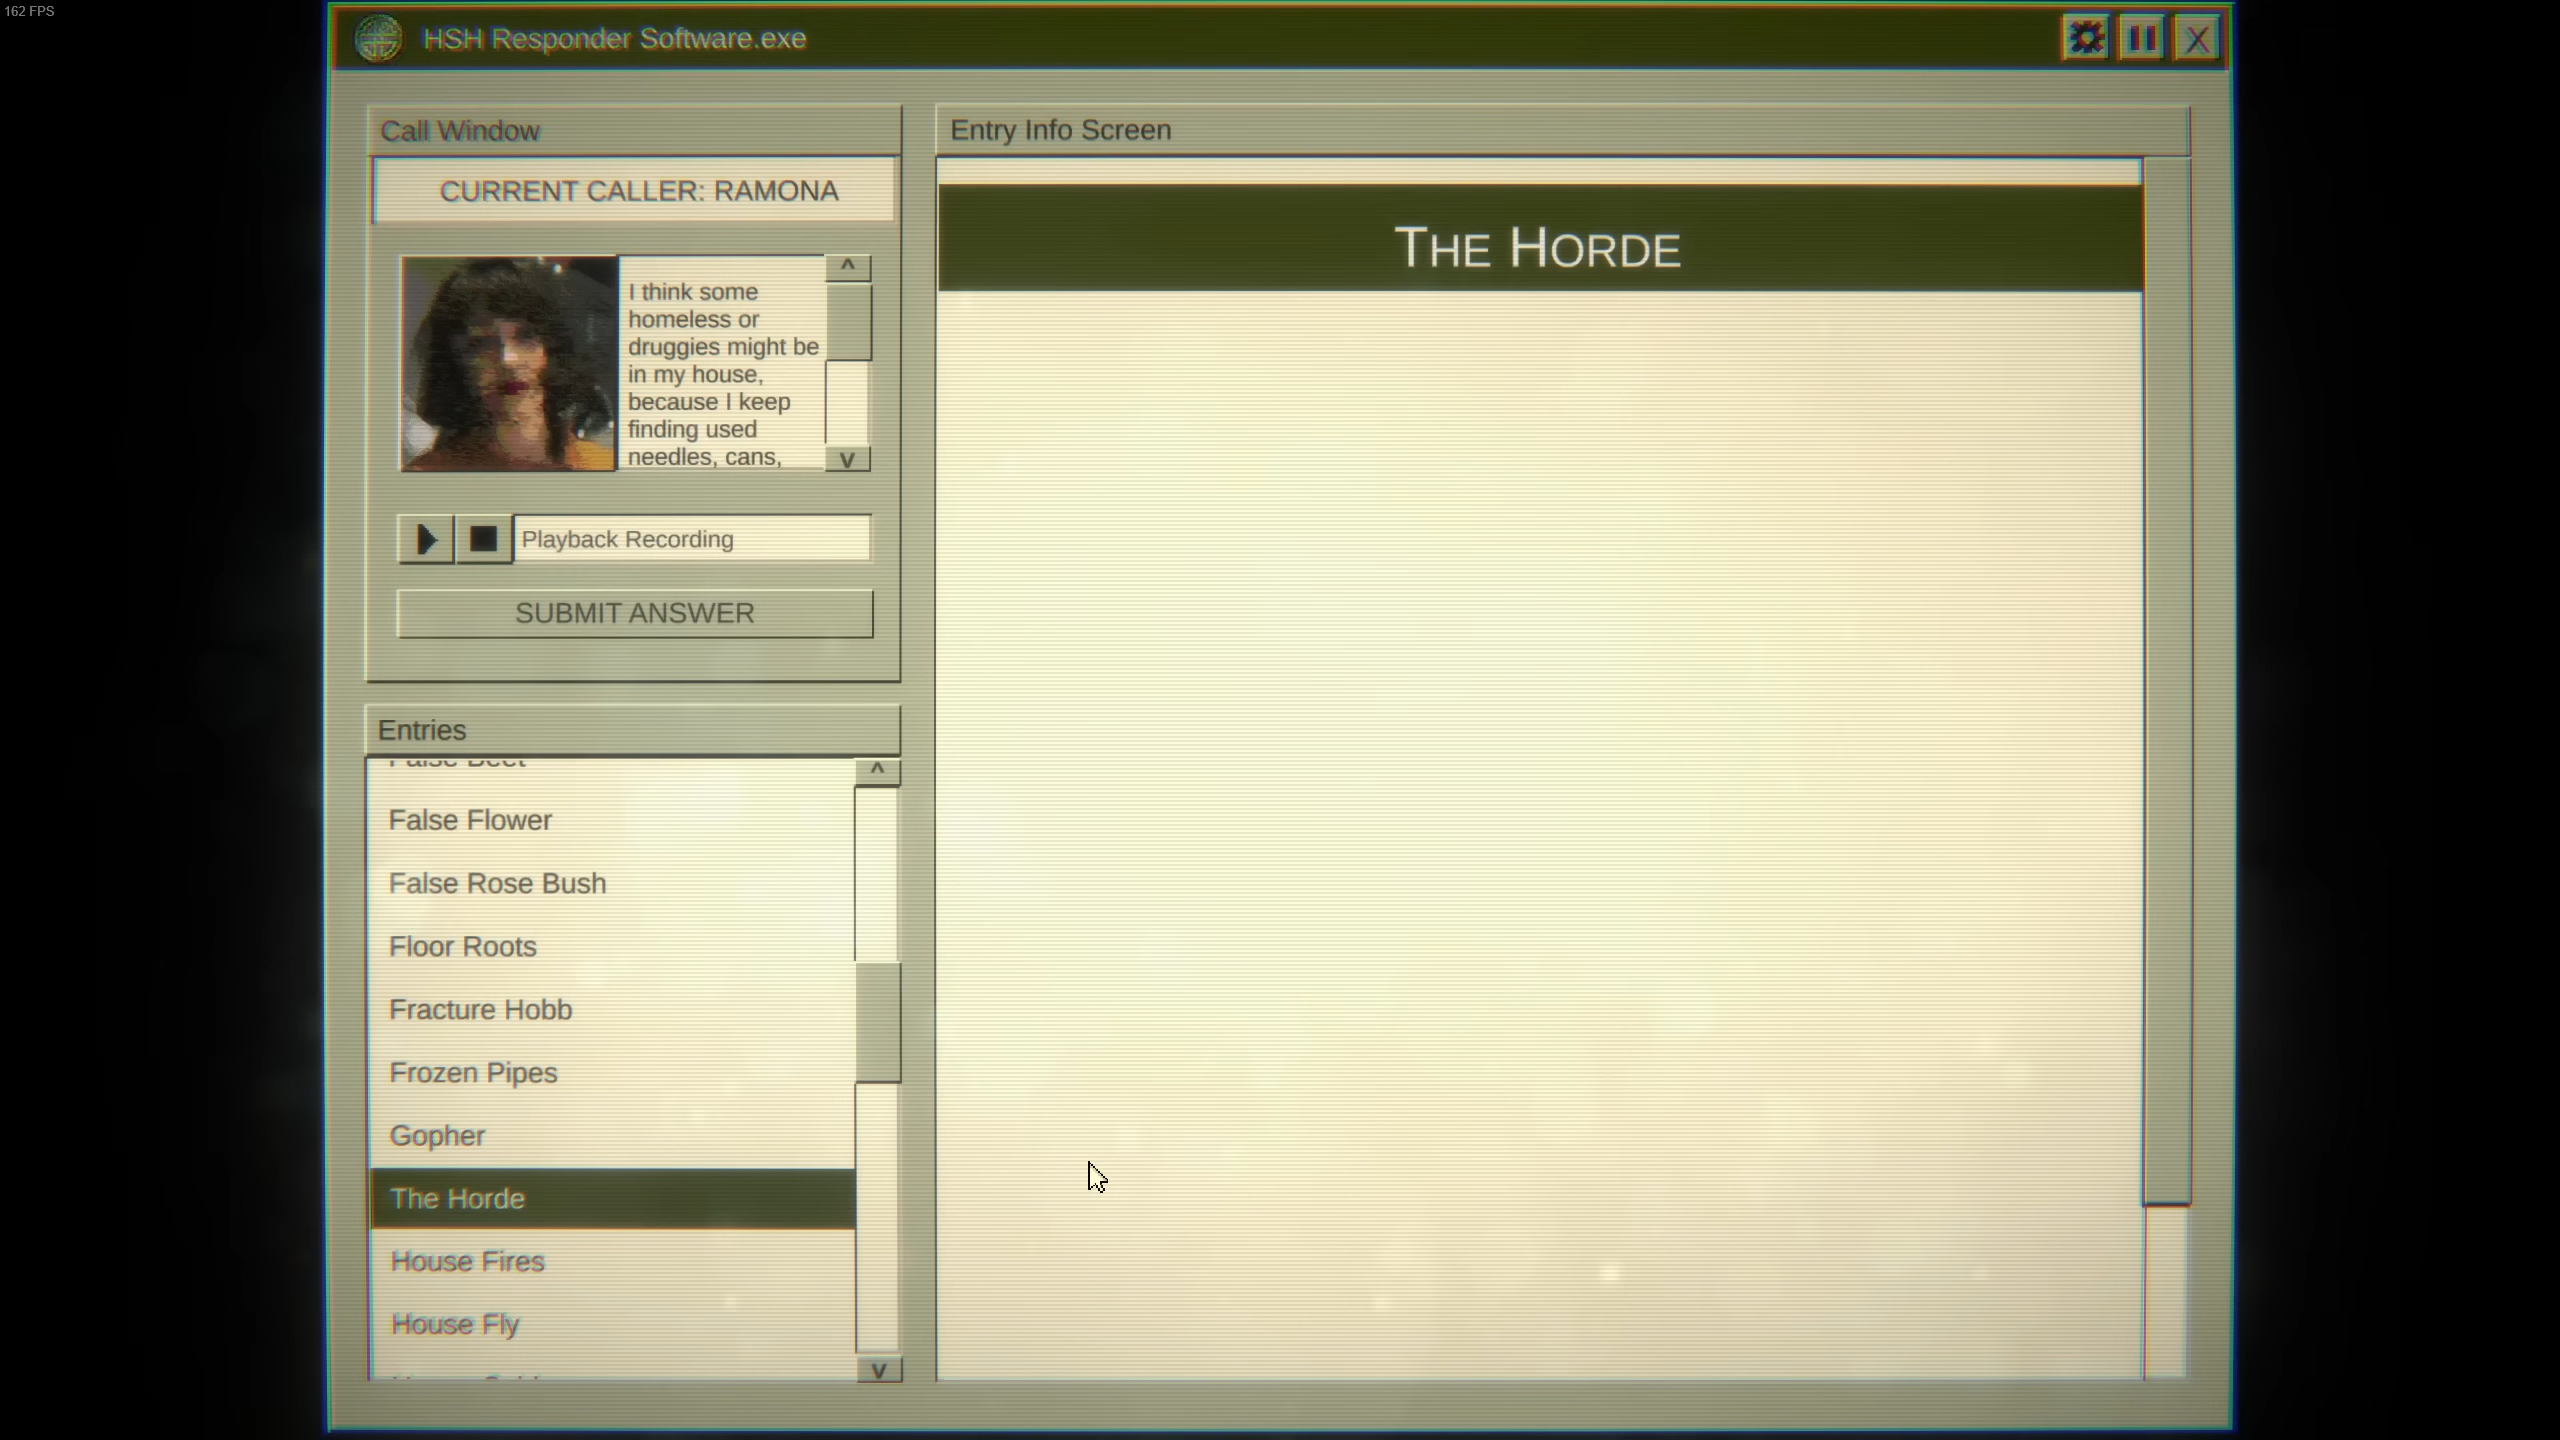 162 FPS
HSH Responder Software.exe
X
Call Window
CURRENT CALLER: RAMONA
I think some
homeless or
druggies might be
in my house,
because I keep
finding used
needles, cans,
Playback Recording
SUBMIT ANSWER
Entries
False Beet
False Flower
False Rose Bush
Floor Roots
Fracture Hobb
Frozen Pipes
Gopher
The Horde
House Fires
House Fly
Entry Info Screen
THE HORDE